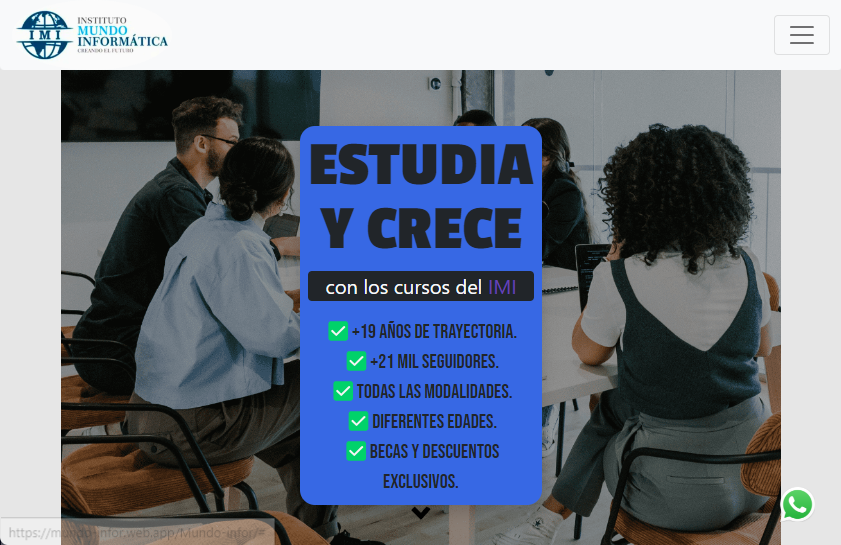 INSTITUTO
MUNDO
INFORMÁTICA
CREANDO EL FUTURO
IMI
ESTUDIA
Y CRECE
con los cursos del IMI
✅ +19 AÑOS DE TRAYECTORIA.
✅ +21 MIL SEGUIDORES.
✅ TODAS LAS MODALIDADES.
✅ DIFERENTES EDADES.
✅ BECAS Y DESCUENTOS
EXCLUSIVOS.
https://mundo-infor.web.app/Mundo-infor/#